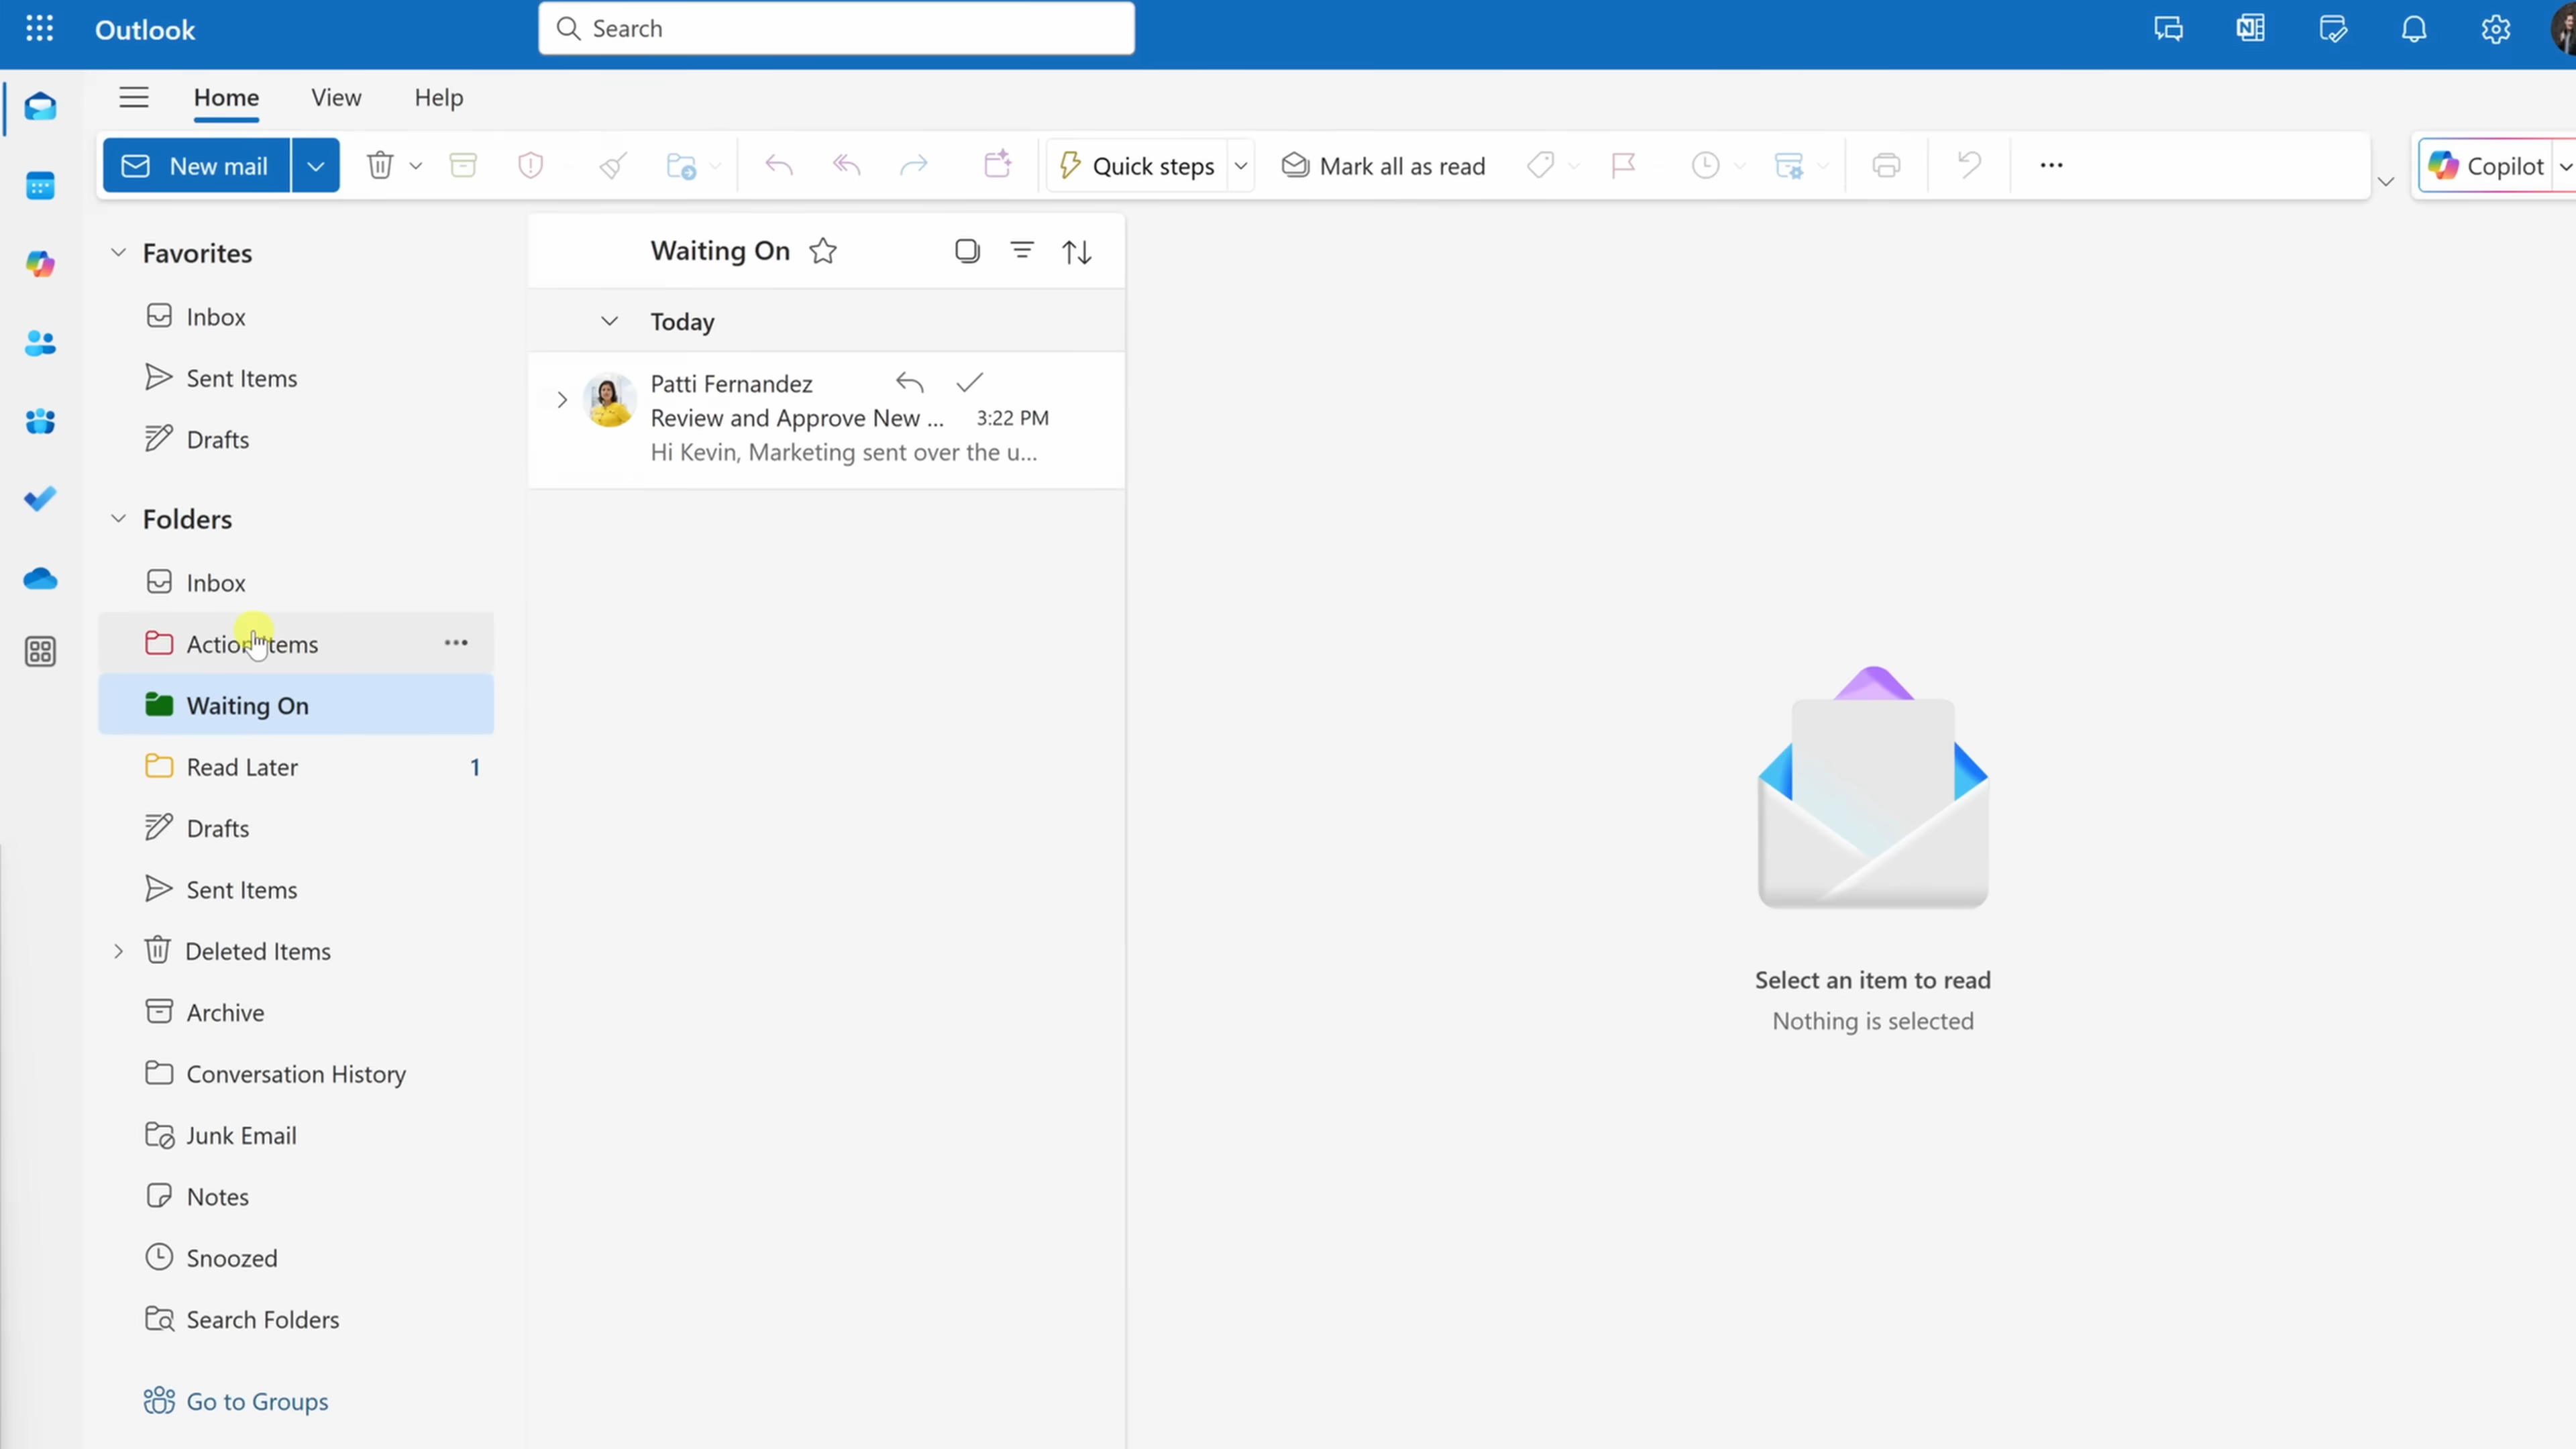 Outlook
Search
Home
View
Help
New mail
Quick steps
Mark all as read
Copilot
Favorites
Inbox
Sent Items
Drafts
Folders
Inbox
Action Items
Waiting On
Read Later 1
Drafts
Sent Items
Deleted Items
Archive
Conversation History
Junk Email
Notes
Snoozed
Search Folders
Go to Groups
Waiting On
Today
Patti Fernandez
Review and Approve New ... 3:22 PM
Hi Kevin, Marketing sent over the u...
Select an item to read
Nothing is selected